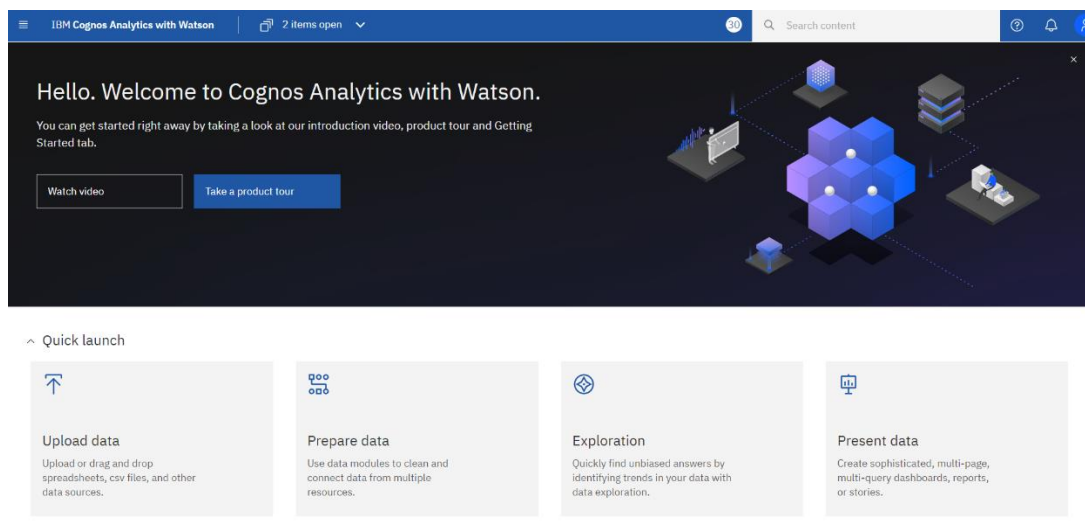 IBM Cognos Analytics with Watson
2 items open
30
Search content
Hello. Welcome to Cognos Analytics with Watson.
You can get started right away by taking a look at our introduction video, product tour and Getting
Started tab.
Watch video
Take a product tour
Quick launch
Upload data
Upload or drag and drop
spreadsheets, csv files, and other
data sources.
Prepare data
Use data modules to clean and
connect data from multiple
resources.
Exploration
Quickly find unbiased answers by
identifying trends in your data with
data exploration.
Present data
Create sophisticated, multi-page,
multi-query dashboards, reports,
or stories.